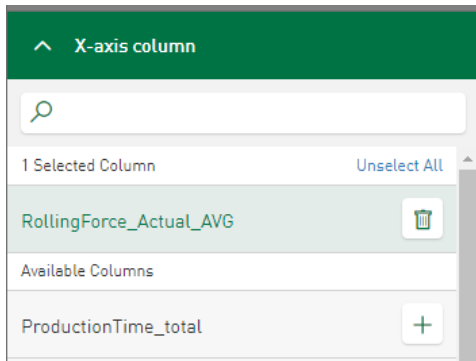 X-axis column
1 Selected Column Unselect All
RollingForce_Actual_AVG
Available Columns
ProductionTime_total